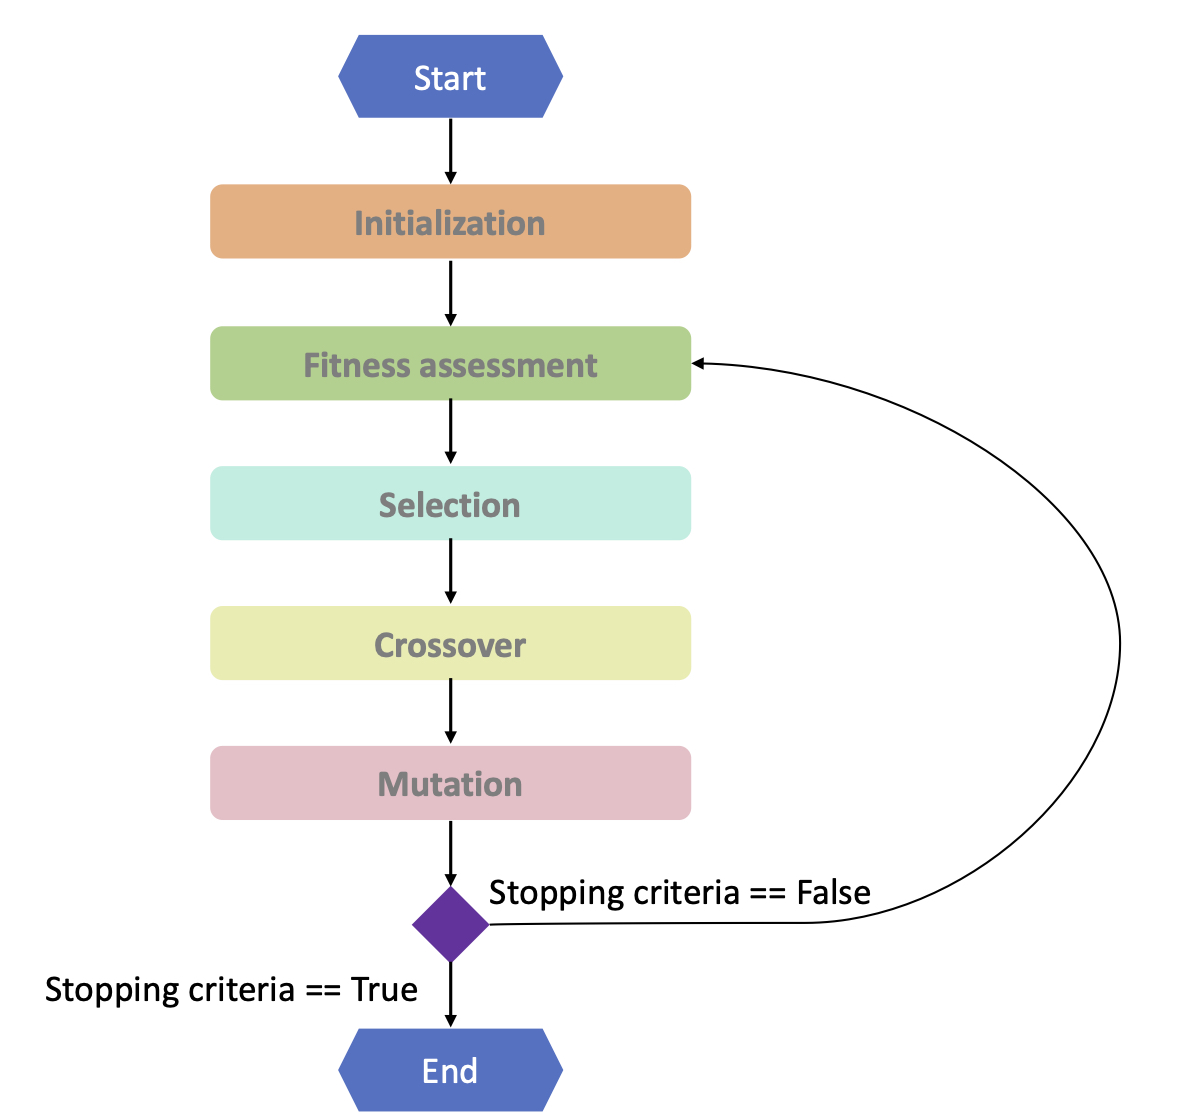 Start
Initialization
Fitness assessment
Selection
Crossover
Mutation
Stopping criteria == False
Stopping criteria == True
End